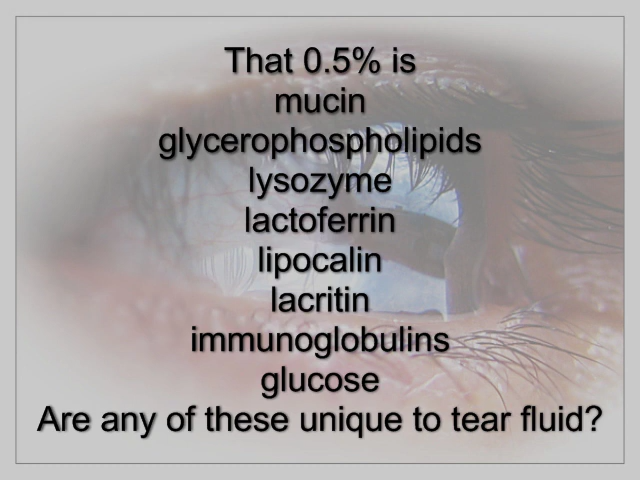 That 0.5% is
mucin
glycerophospholipids
lysozyme
lactoferrin
lipocalin
lacritin
immunoglobulins
glucose
Are any of these unique to tear fluid?